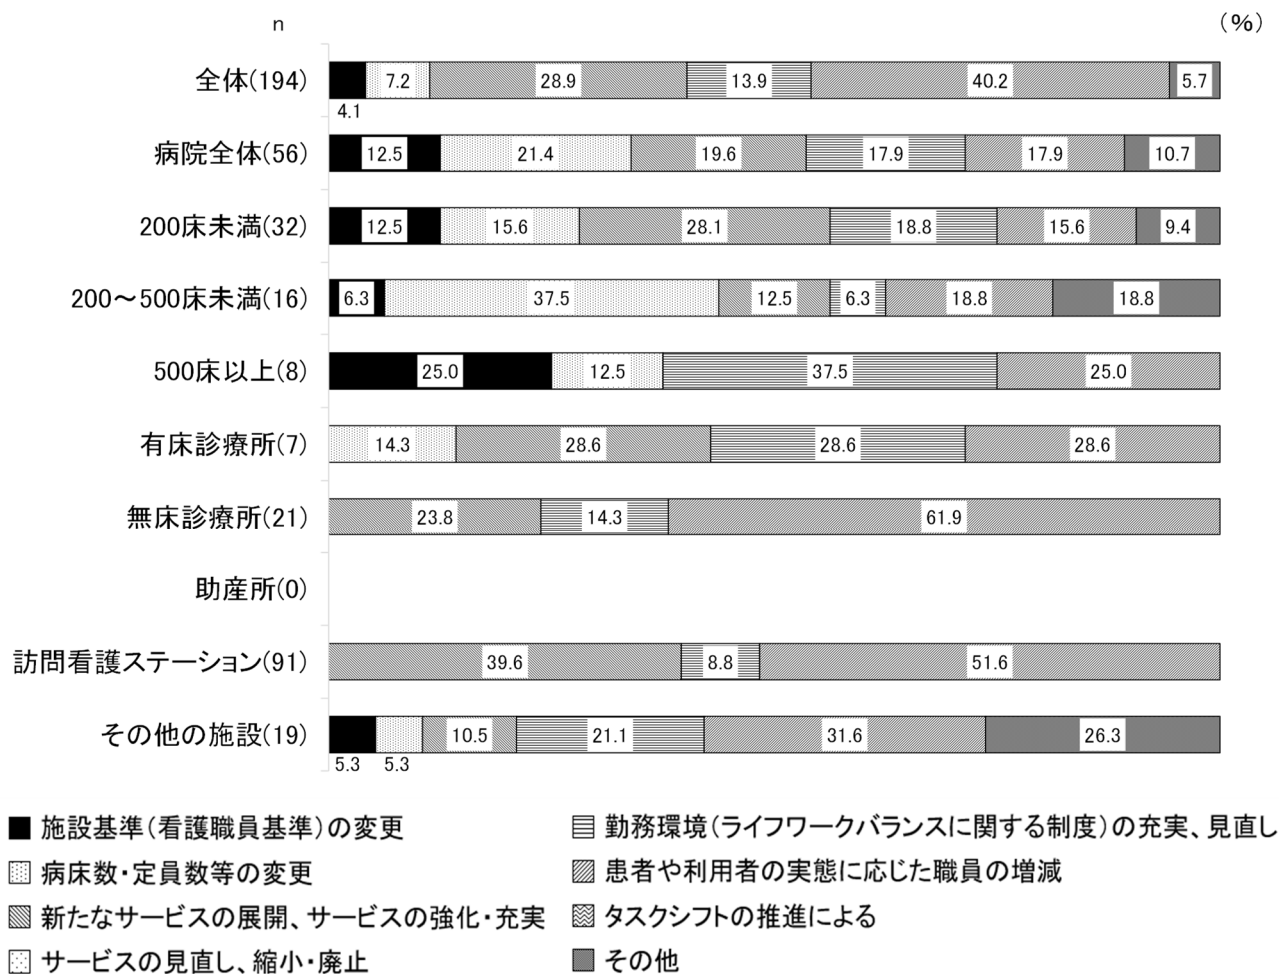 n
(%)
全体(194)
4.1 7.2 28.9 13.9 40.2 5.7
病院全体(56)
12.5 21.4 19.6 17.9 17.9 10.7
200床未満(32)
12.5 15.6 28.1 18.8 15.6 9.4
200～500床未満(16)
6.3 37.5 12.5 6.3 18.8 18.8
500床以上(8)
25.0 12.5 37.5 25.0
有床診療所(7)
14.3 28.6 28.6 28.6
無床診療所(21)
23.8 14.3 61.9
助産所(0)
訪問看護ステーション(91)
39.6 8.8 51.6
その他の施設(19)
5.3 5.3 10.5 21.1 31.6 26.3
施設基準(看護職員基準)の変更
病床数・定員数等の変更
新たなサービスの展開、サービスの強化・充実
サービスの見直し、縮小・廃止
勤務環境(ライフワークバランスに関する制度)の充実、見直し
患者や利用者の実態に応じた職員の増減
タスクシフトの推進による
その他